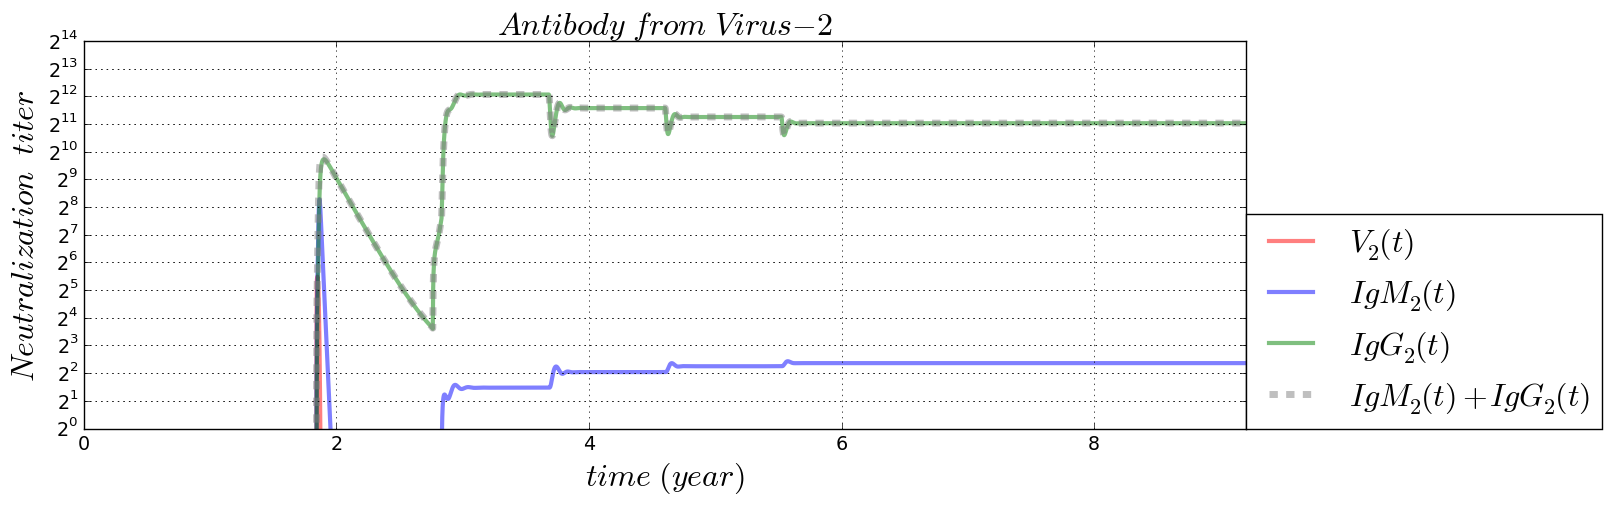 Antibody from Virus−2
Neutralization titer
2^14
2^13
2^12
2^11
2^10
2^9
2^8
2^7
2^6
2^5
2^4
2^3
2^2
2^1
2^0
0 2 4 6 8
time (year)
V_2(t)
IgM_2(t)
IgG_2(t)
IgM_2(t)+IgG_2(t)